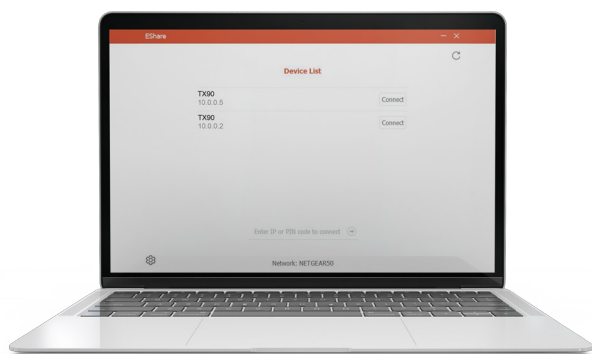 EShare
Device List
TX90
10.0.0.5
Connect
TX90
10.0.0.2
Connect
Enter IP or PIN code to connect
Network: NETGEAR50